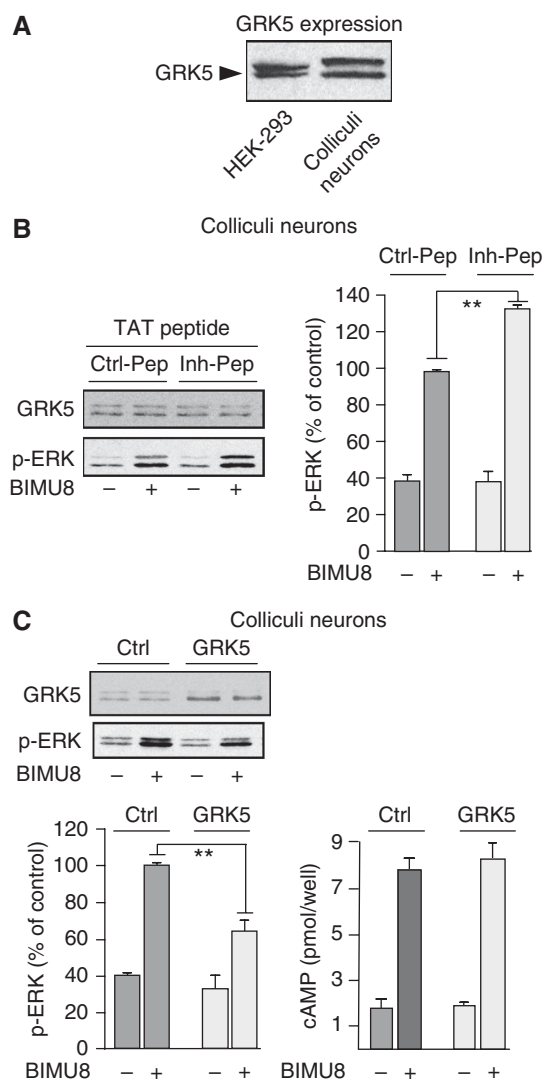 A
GRK5 expression
GRK5
HEK-293
Colliculi
neurons
B
Colliculi neurons
TAT peptide
Ctrl-Pep Inh-Pep
GRK5
p-ERK
BIMU8 – + – +
Ctrl-Pep Inh-Pep
**
p-ERK (% of control)
140
120
100
80
60
40
20
0
BIMU8 – + – +
C
Colliculi neurons
Ctrl GRK5
GRK5
p-ERK
BIMU8 – + – +
Ctrl GRK5
**
p-ERK (% of control)
120
100
80
60
40
20
0
BIMU8 – + – +
Ctrl GRK5
cAMP (pmol/well)
9
7
5
3
1
BIMU8 – + – +